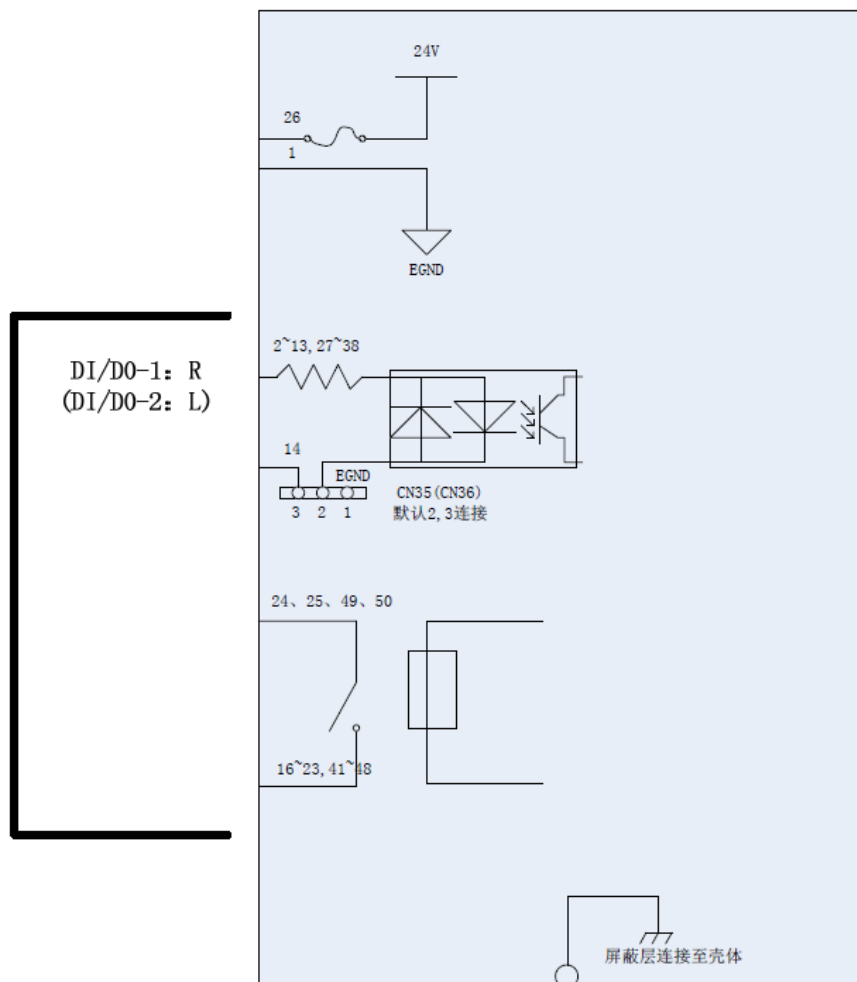 24V
26
1
EGND
2~13,27~38
DI/DO-1: R
(DI/DO-2: L)
14
EGND
3 2 1
CN35(CN36)
默认2,3连接
24、25、49、50
16~23,41~48
屏蔽层连接至壳体